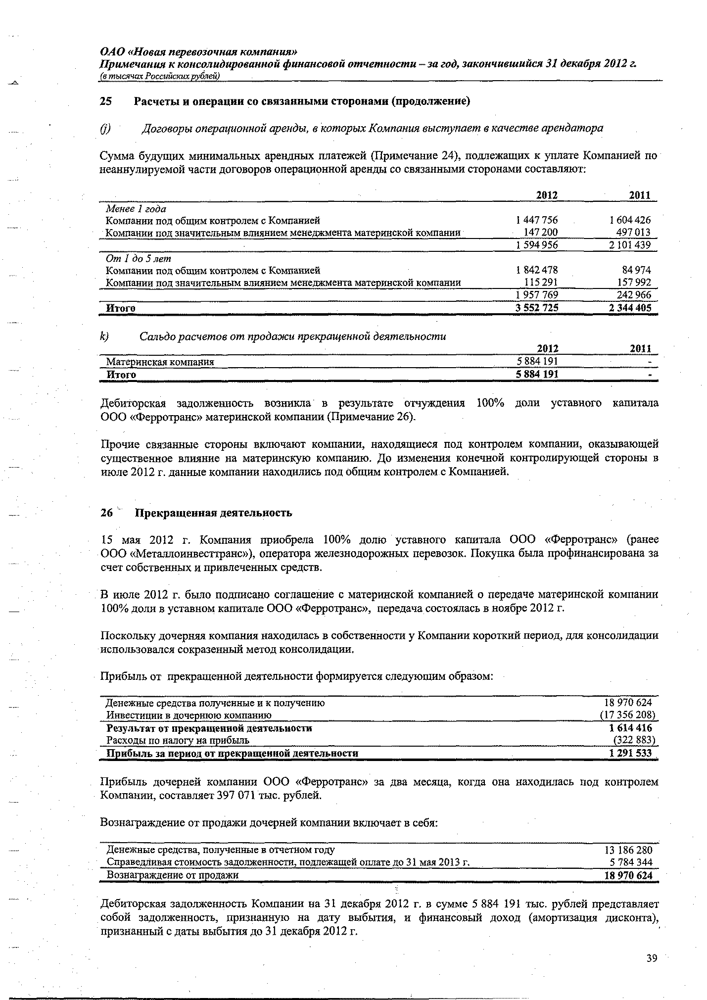 ОАО «Новая перевозочная компания»
Примечания к консолидированной финансовой отчетности – за год, закончившийся 31 декабря 2012 г.
(в тысячах Российских рублей)
25 Расчеты и операции со связанными сторонами (продолжение)
(j) Договоры операционной аренды, в которых Компания выступает в качестве арендатора
Сумма будущих минимальных арендных платежей (Примечание 24), подлежащих к уплате Компанией по
неаннулируемой части договоров операционной аренды со связанными сторонами составляют:
2012 2011
Менее 1 года
Компании под общим контролем с Компанией 1 447 756 1 604 426
Компании под значительным влиянием менеджмента материнской компании 147 200 497 013
1 594 956 2 101 439
От 1 до 5 лет
Компании под общим контролем с Компанией 1 842 478 84 974
Компании под значительным влиянием менеджмента материнской компании 115 291 157 992
1 957 769 242 966
Итого 3 552 725 2 344 405
k) Сальдо расчетов от продажи прекращенной деятельности
2012 2011
Материнская компания 5 884 191 -
Итого 5 884 191 -
Дебиторская задолженность возникла в результате отчуждения 100% доли уставного капитала
ООО «Ферротранс» материнской компании (Примечание 26).
Прочие связанные стороны включают компании, находящиеся под контролем компании, оказывающей
существенное влияние на материнскую компанию. До изменения конечной контролирующей стороны в
июле 2012 г. данные компании находились под общим контролем с Компанией.
26 Прекращенная деятельность
15 мая 2012 г. Компания приобрела 100% долю уставного капитала ООО «Ферротранс» (ранее
ООО «Металлоинвесттранс»), оператора железнодорожных перевозок. Покупка была профинансирована за
счет собственных и привлеченных средств.
В июле 2012 г. было подписано соглашение с материнской компанией о передаче материнской компании
100% доли в уставном капитале ООО «Ферротранс», передача состоялась в ноябре 2012 г.
Поскольку дочерняя компания находилась в собственности у Компании короткий период, для консолидации
использовался сокразенный метод консолидации.
Прибыль от прекращенной деятельности формируется следующим образом:
Денежные средства полученные и к получению 18 970 624
Инвестиции в дочернюю компанию (17 356 208)
Результат от прекращенной деятельности 1 614 416
Расходы по налогу на прибыль (322 883)
Прибыль за период от прекращенной деятельности 1 291 533
Прибыль дочерней компании ООО «Ферротранс» за два месяца, когда она находилась под контролем
Компании, составляет 397 071 тыс. рублей.
Вознаграждение от продажи дочерней компании включает в себя:
Денежные средства, полученные в отчетном году 13 186 280
Справедливая стоимость задолженности, подлежащей оплате до 31 мая 2013 г. 5 784 344
Вознаграждение от продажи 18 970 624
Дебиторская задолженность Компании на 31 декабря 2012 г. в сумме 5 884 191 тыс. рублей представляет
собой задолженность, признанную на дату выбытия, и финансовый доход (амортизация дисконта),
признанный с даты выбытия до 31 декабря 2012 г.
39